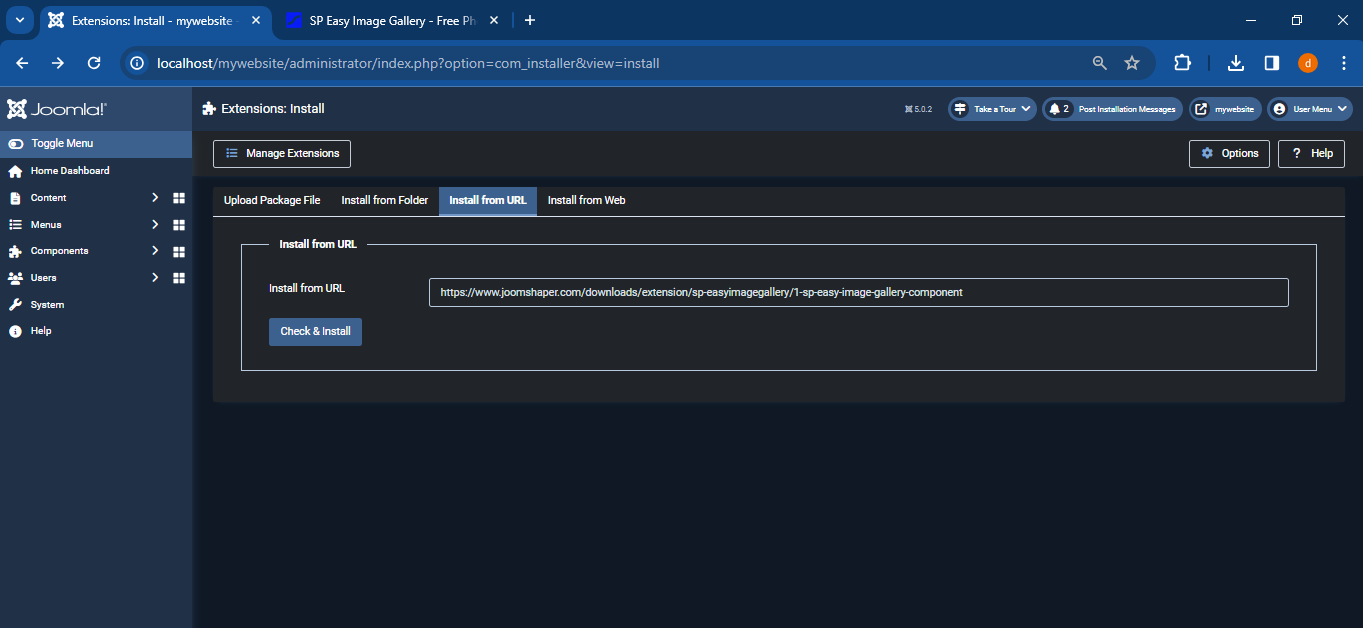 Extensions: Install - mywebsite -
SP Easy Image Gallery - Free Ph
localhost/mywebsite/administrator/index.php?option=com_installer&view=install
d
Joomla!®
Extensions: Install
5.0.2
Take a Tour
2 Post Installation Messages
mywebsite
User Menu
Toggle Menu
Home Dashboard
Content
Menus
Components
Users
System
Help
Manage Extensions
Options
? Help
Upload Package File
Install from Folder
Install from URL
Install from Web
Install from URL
Install from URL
https://www.joomshaper.com/downloads/extension/sp-easyimagegallery/1-sp-easy-image-gallery-component
Check & Install